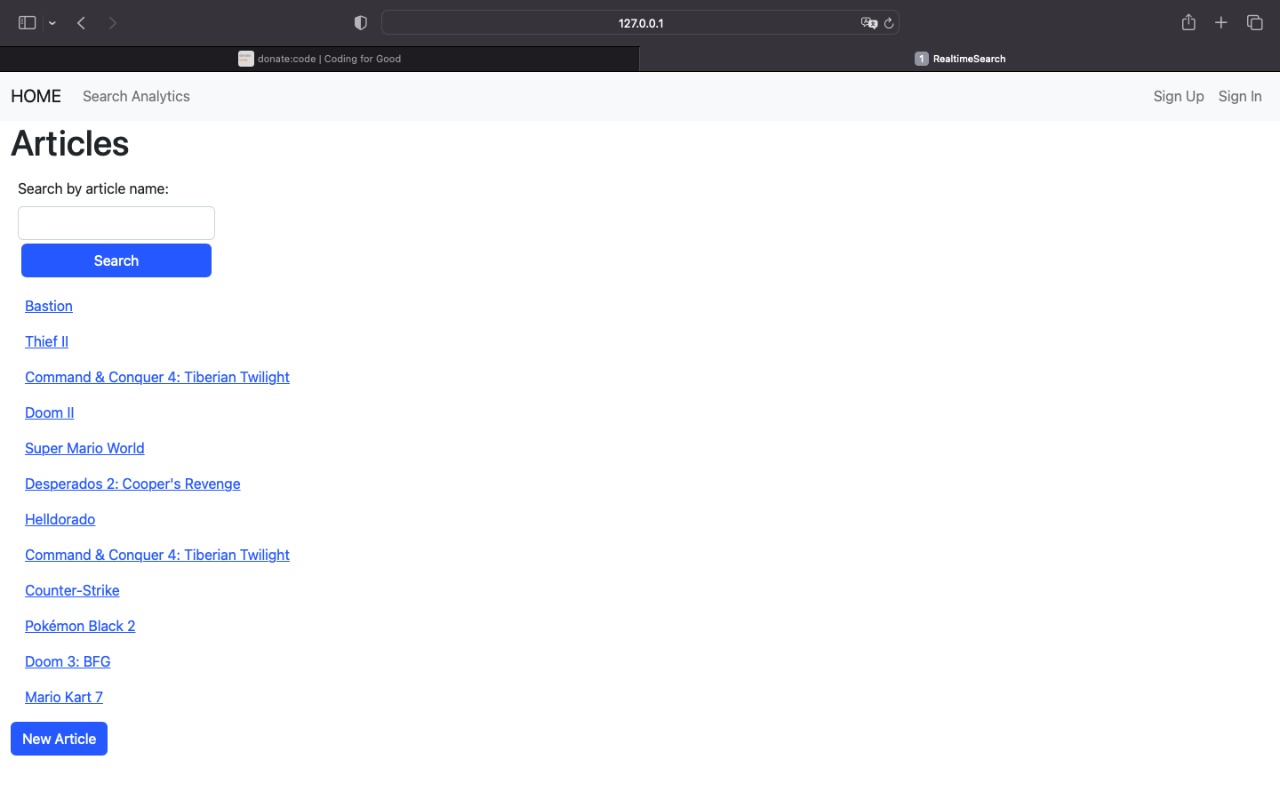 127.0.0.1
donate:code | Coding for Good
1 RealtimeSearch
HOME Search Analytics Sign Up Sign In
Articles
Search by article name:
Search
Bastion
Thief II
Command & Conquer 4: Tiberian Twilight
Doom II
Super Mario World
Desperados 2: Cooper's Revenge
Helldorado
Command & Conquer 4: Tiberian Twilight
Counter-Strike
Pokémon Black 2
Doom 3: BFG
Mario Kart 7
New Article